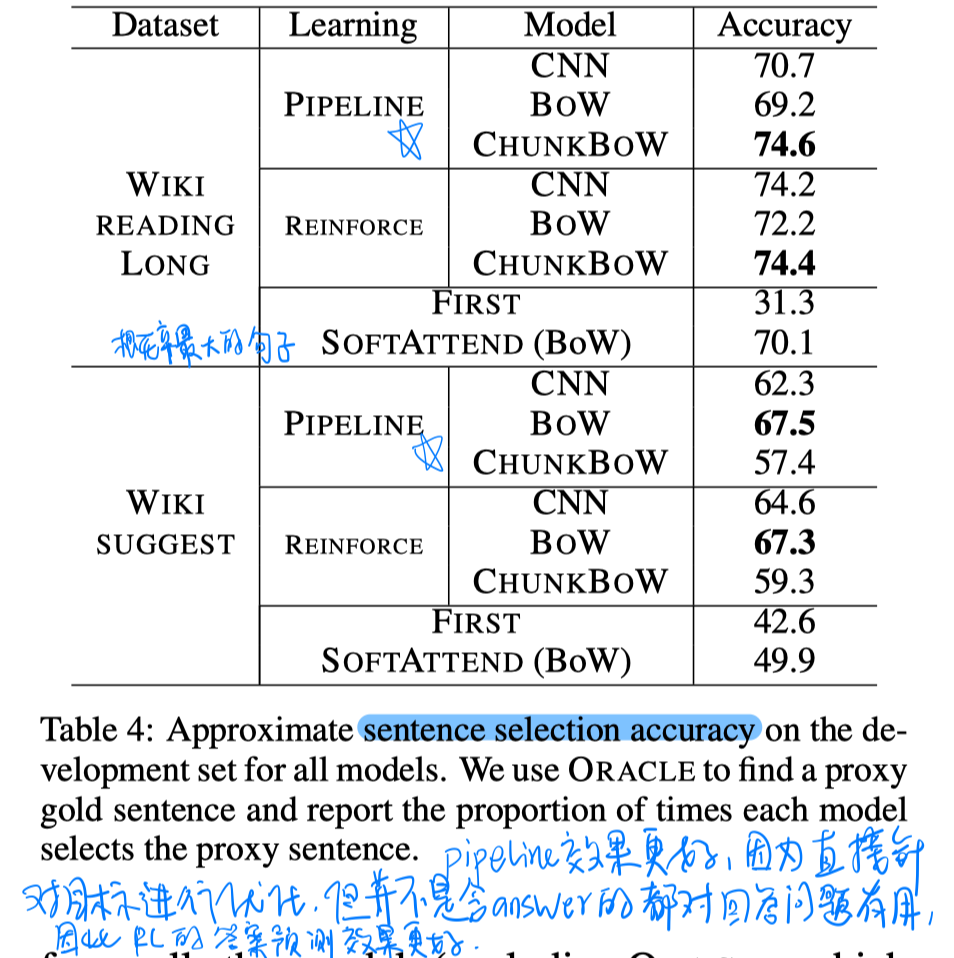 Dataset Learning Model Accuracy
CNN 70.7
PIPELINE BOW 69.2
CHUNKBOW 74.6
WIKI CNN 74.2
READING REINFORCE BOW 72.2
LONG CHUNKBOW 74.4
FIRST 31.3
概率最大的句子 SOFTATTEND (BOW) 70.1
CNN 62.3
PIPELINE BOW 67.5
CHUNKBOW 57.4
WIKI CNN 64.6
SUGGEST REINFORCE BOW 67.3
CHUNKBOW 59.3
FIRST 42.6
SOFTATTEND (BOW) 49.9
Table 4: Approximate sentence selection accuracy on the de-
velopment set for all models. We use ORACLE to find a proxy
gold sentence and report the proportion of times each model
selects the proxy sentence.
pipeline效果更好,因为直接针
对目标进行优化,但并不是含answer的都对回答问题有用,
因此RL的答案预测效果更好.